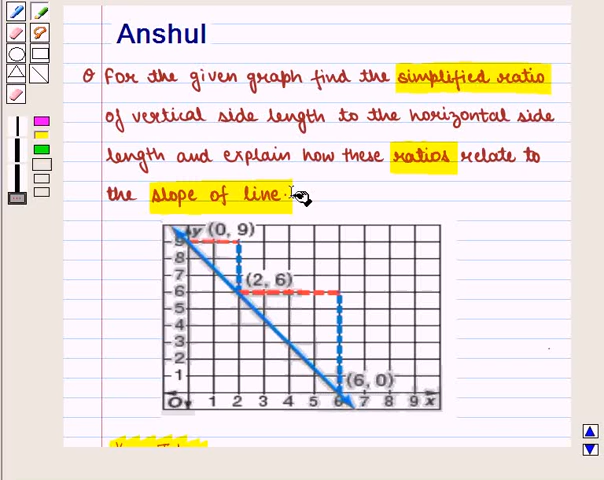 Anshul
Q For the given graph find the simplified ratio
of vertical side length to the horizontal side
length and explain how these ratios relate to
the slope of line.
y (0, 9)
9
8
7
(2, 6)
6
5
4
3
2
1
(6, 0)
O 1 2 3 4 5 6 7 8 9 x